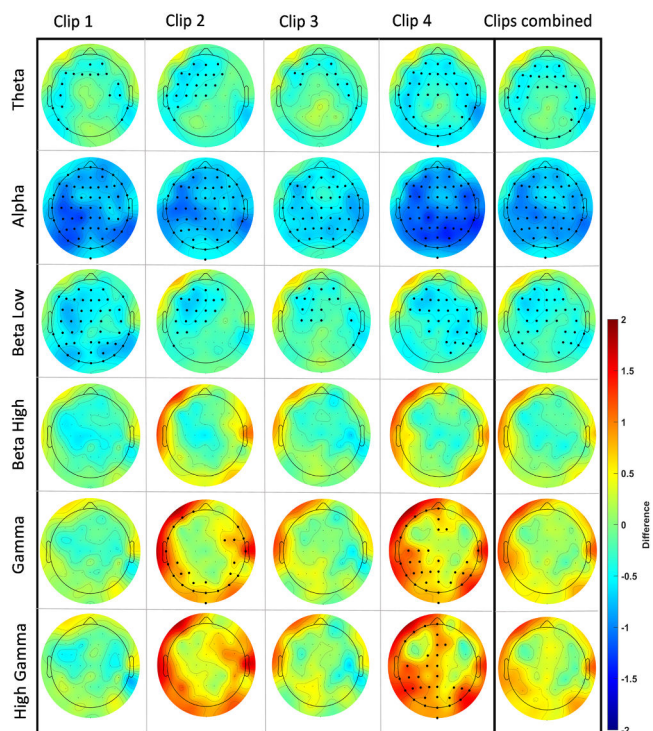 Clip 1 Clip 2 Clip 3 Clip 4 Clips combined
Theta
Alpha
Beta Low
Beta High
Gamma
High Gamma
2
1.5
1
0.5
0
-0.5
-1
-1.5
-2
Difference